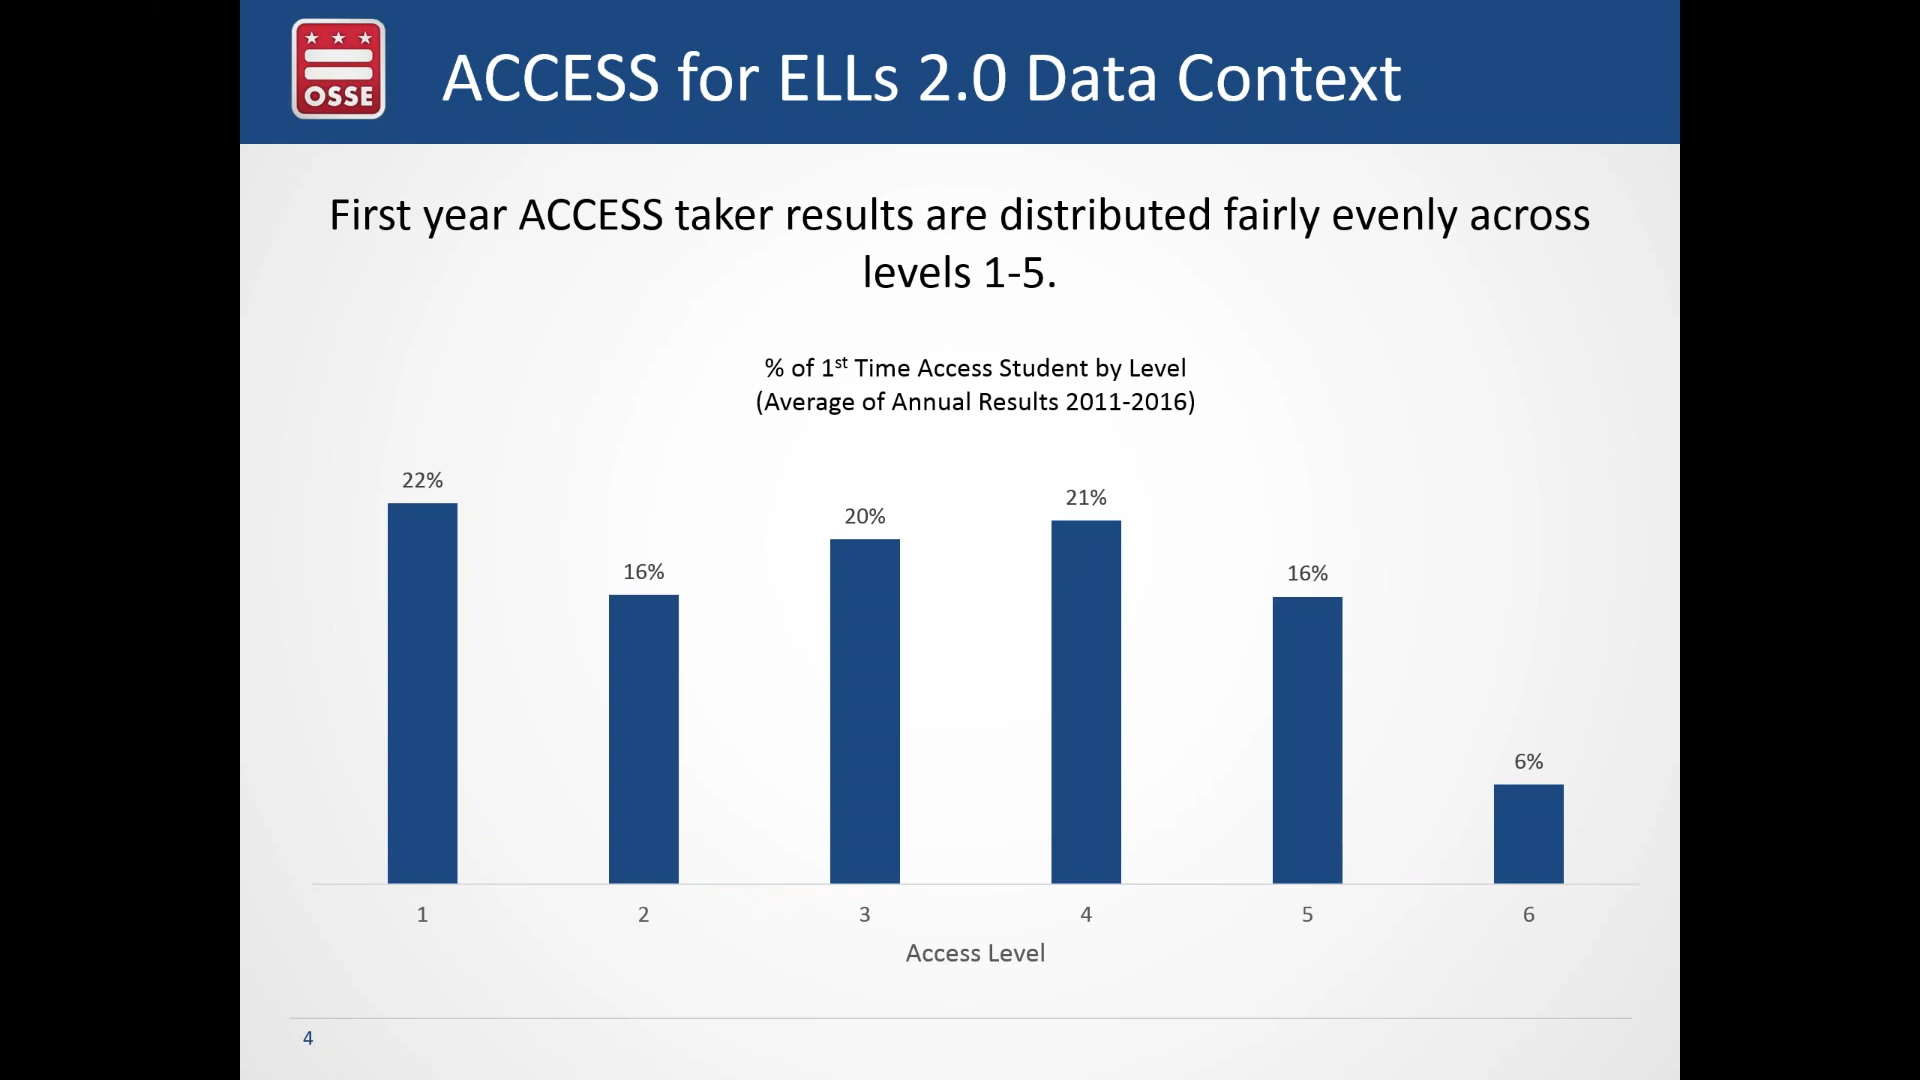 OSSE
ACCESS for ELLs 2.0 Data Context
First year ACCESS taker results are distributed fairly evenly across
levels 1-5.
% of 1st Time Access Student by Level
(Average of Annual Results 2011-2016)
22%
16%
20%
21%
16%
6%
1
2
3
4
5
6
Access Level
4